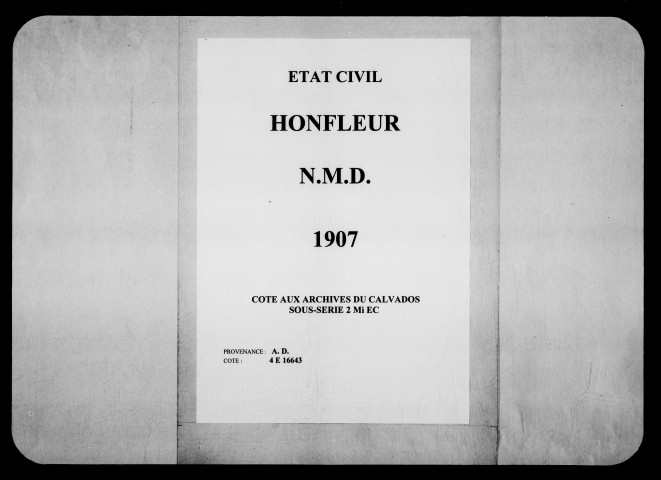 ETAT CIVIL
HONFLEUR
N.M.D.
1907
COTE AUX ARCHIVES DU CALVADOS
SOUS-SERIE 2 Mi EC
PROVENANCE : A. D.
COTE : 4 E 16643